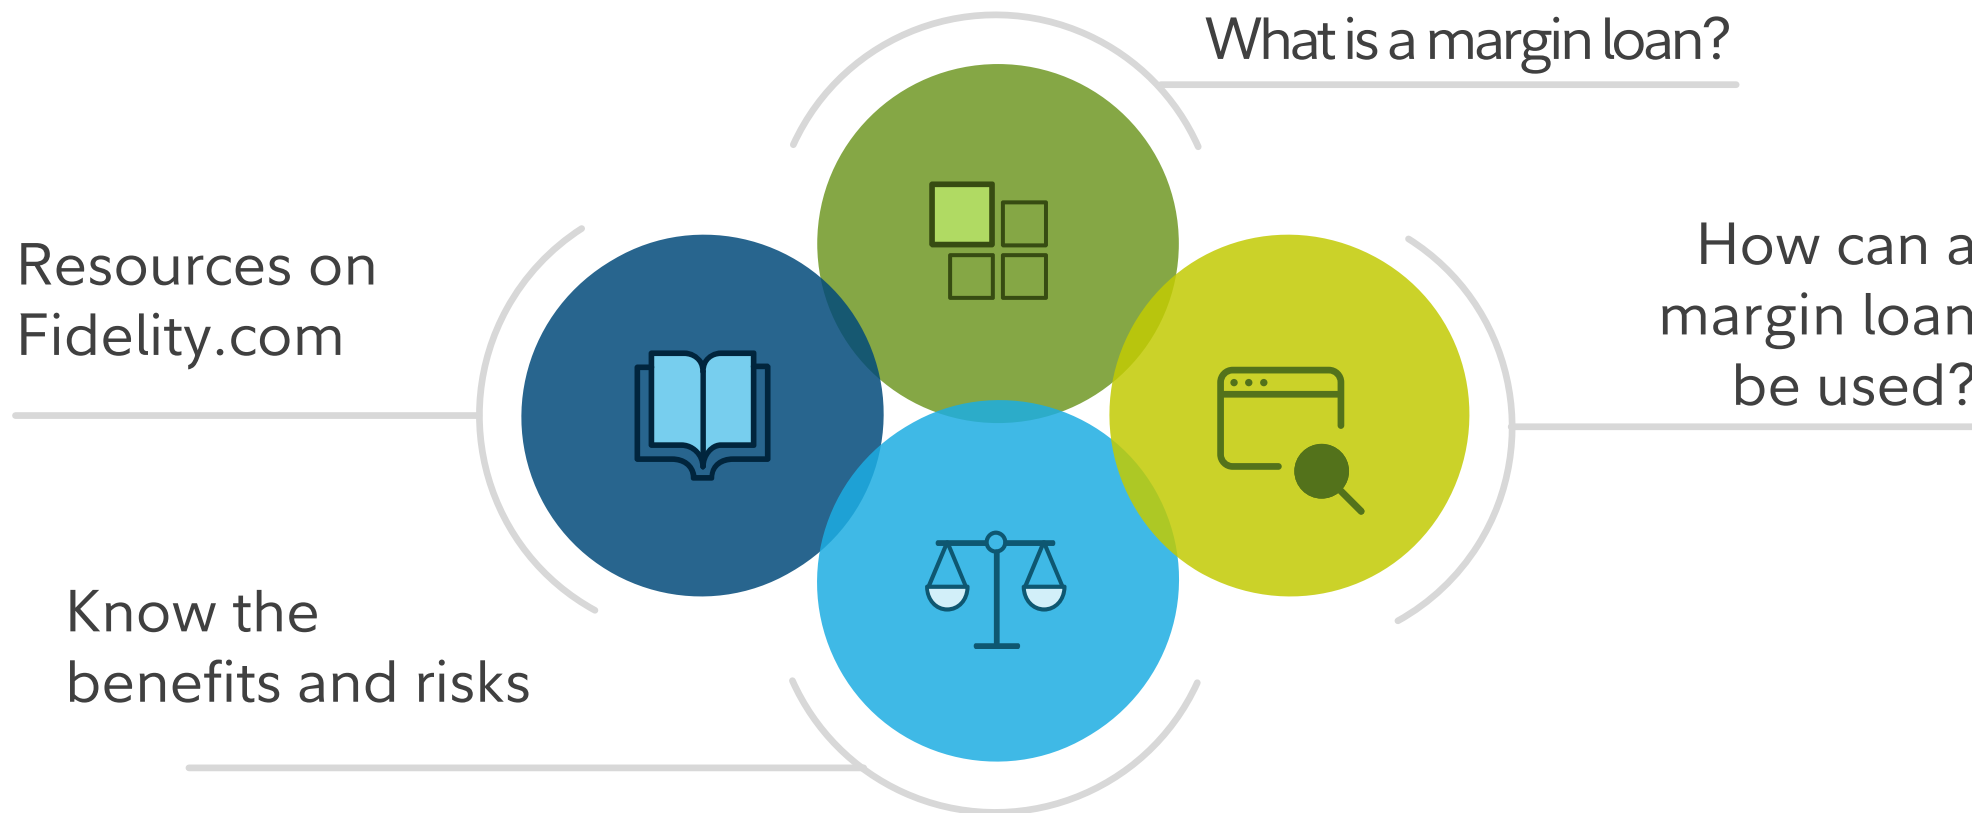 What is a margin loan?
How can a
margin loan
be used?
Know the
benefits and risks
Resources on
Fidelity.com